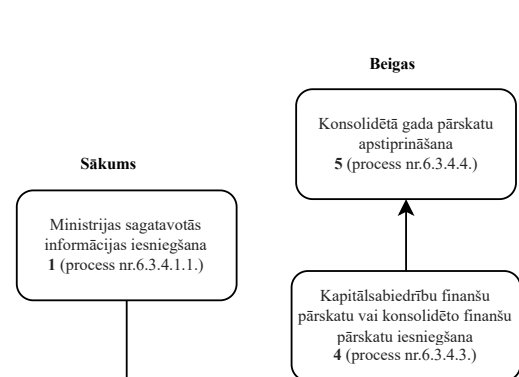 Beigas
Konsolidētā gada pārskatu
apstiprināšana
5 (process nr.6.3.4.4.)
Sākums
Ministrijas sagatavotās
informācijas iesniegšana
1 (process nr.6.3.4.1.1.)
Kapitālsabiedrību finanšu
pārskatu vai konsolidēto finanšu
pārskatu iesniegšana
4 (process nr.6.3.4.3.)